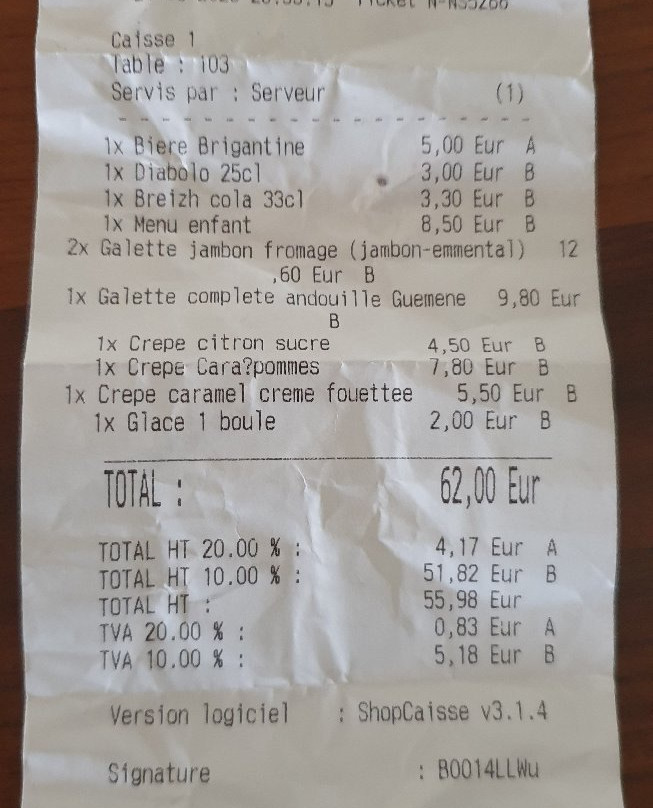 Ticket N-NS5266
Caisse 1
Table : 103
Servis par : Serveur (1)
- - - - - - - - - - - - - - - - - - - -
1x Biere Brigantine 5,00 Eur A
1x Diabolo 25cl 3,00 Eur B
1x Breizh cola 33cl 3,30 Eur B
1x Menu enfant 8,50 Eur B
2x Galette jambon fromage (jambon-emmental) 12
,60 Eur B
1x Galette complete andouille Guemene 9,80 Eur
B
1x Crepe citron sucre 4,50 Eur B
1x Crepe Cara?pommes 7,80 Eur B
1x Crepe caramel creme fouettee 5,50 Eur B
1x Glace 1 boule 2,00 Eur B
TOTAL : 62,00 Eur
TOTAL HT 20.00 % : 4,17 Eur A
TOTAL HT 10.00 % : 51,82 Eur B
TOTAL HT : 55,98 Eur
TVA 20.00 % : 0,83 Eur A
TVA 10.00 % : 5,18 Eur B
Version logiciel : ShopCaisse v3.1.4
Signature : B0014LLWu